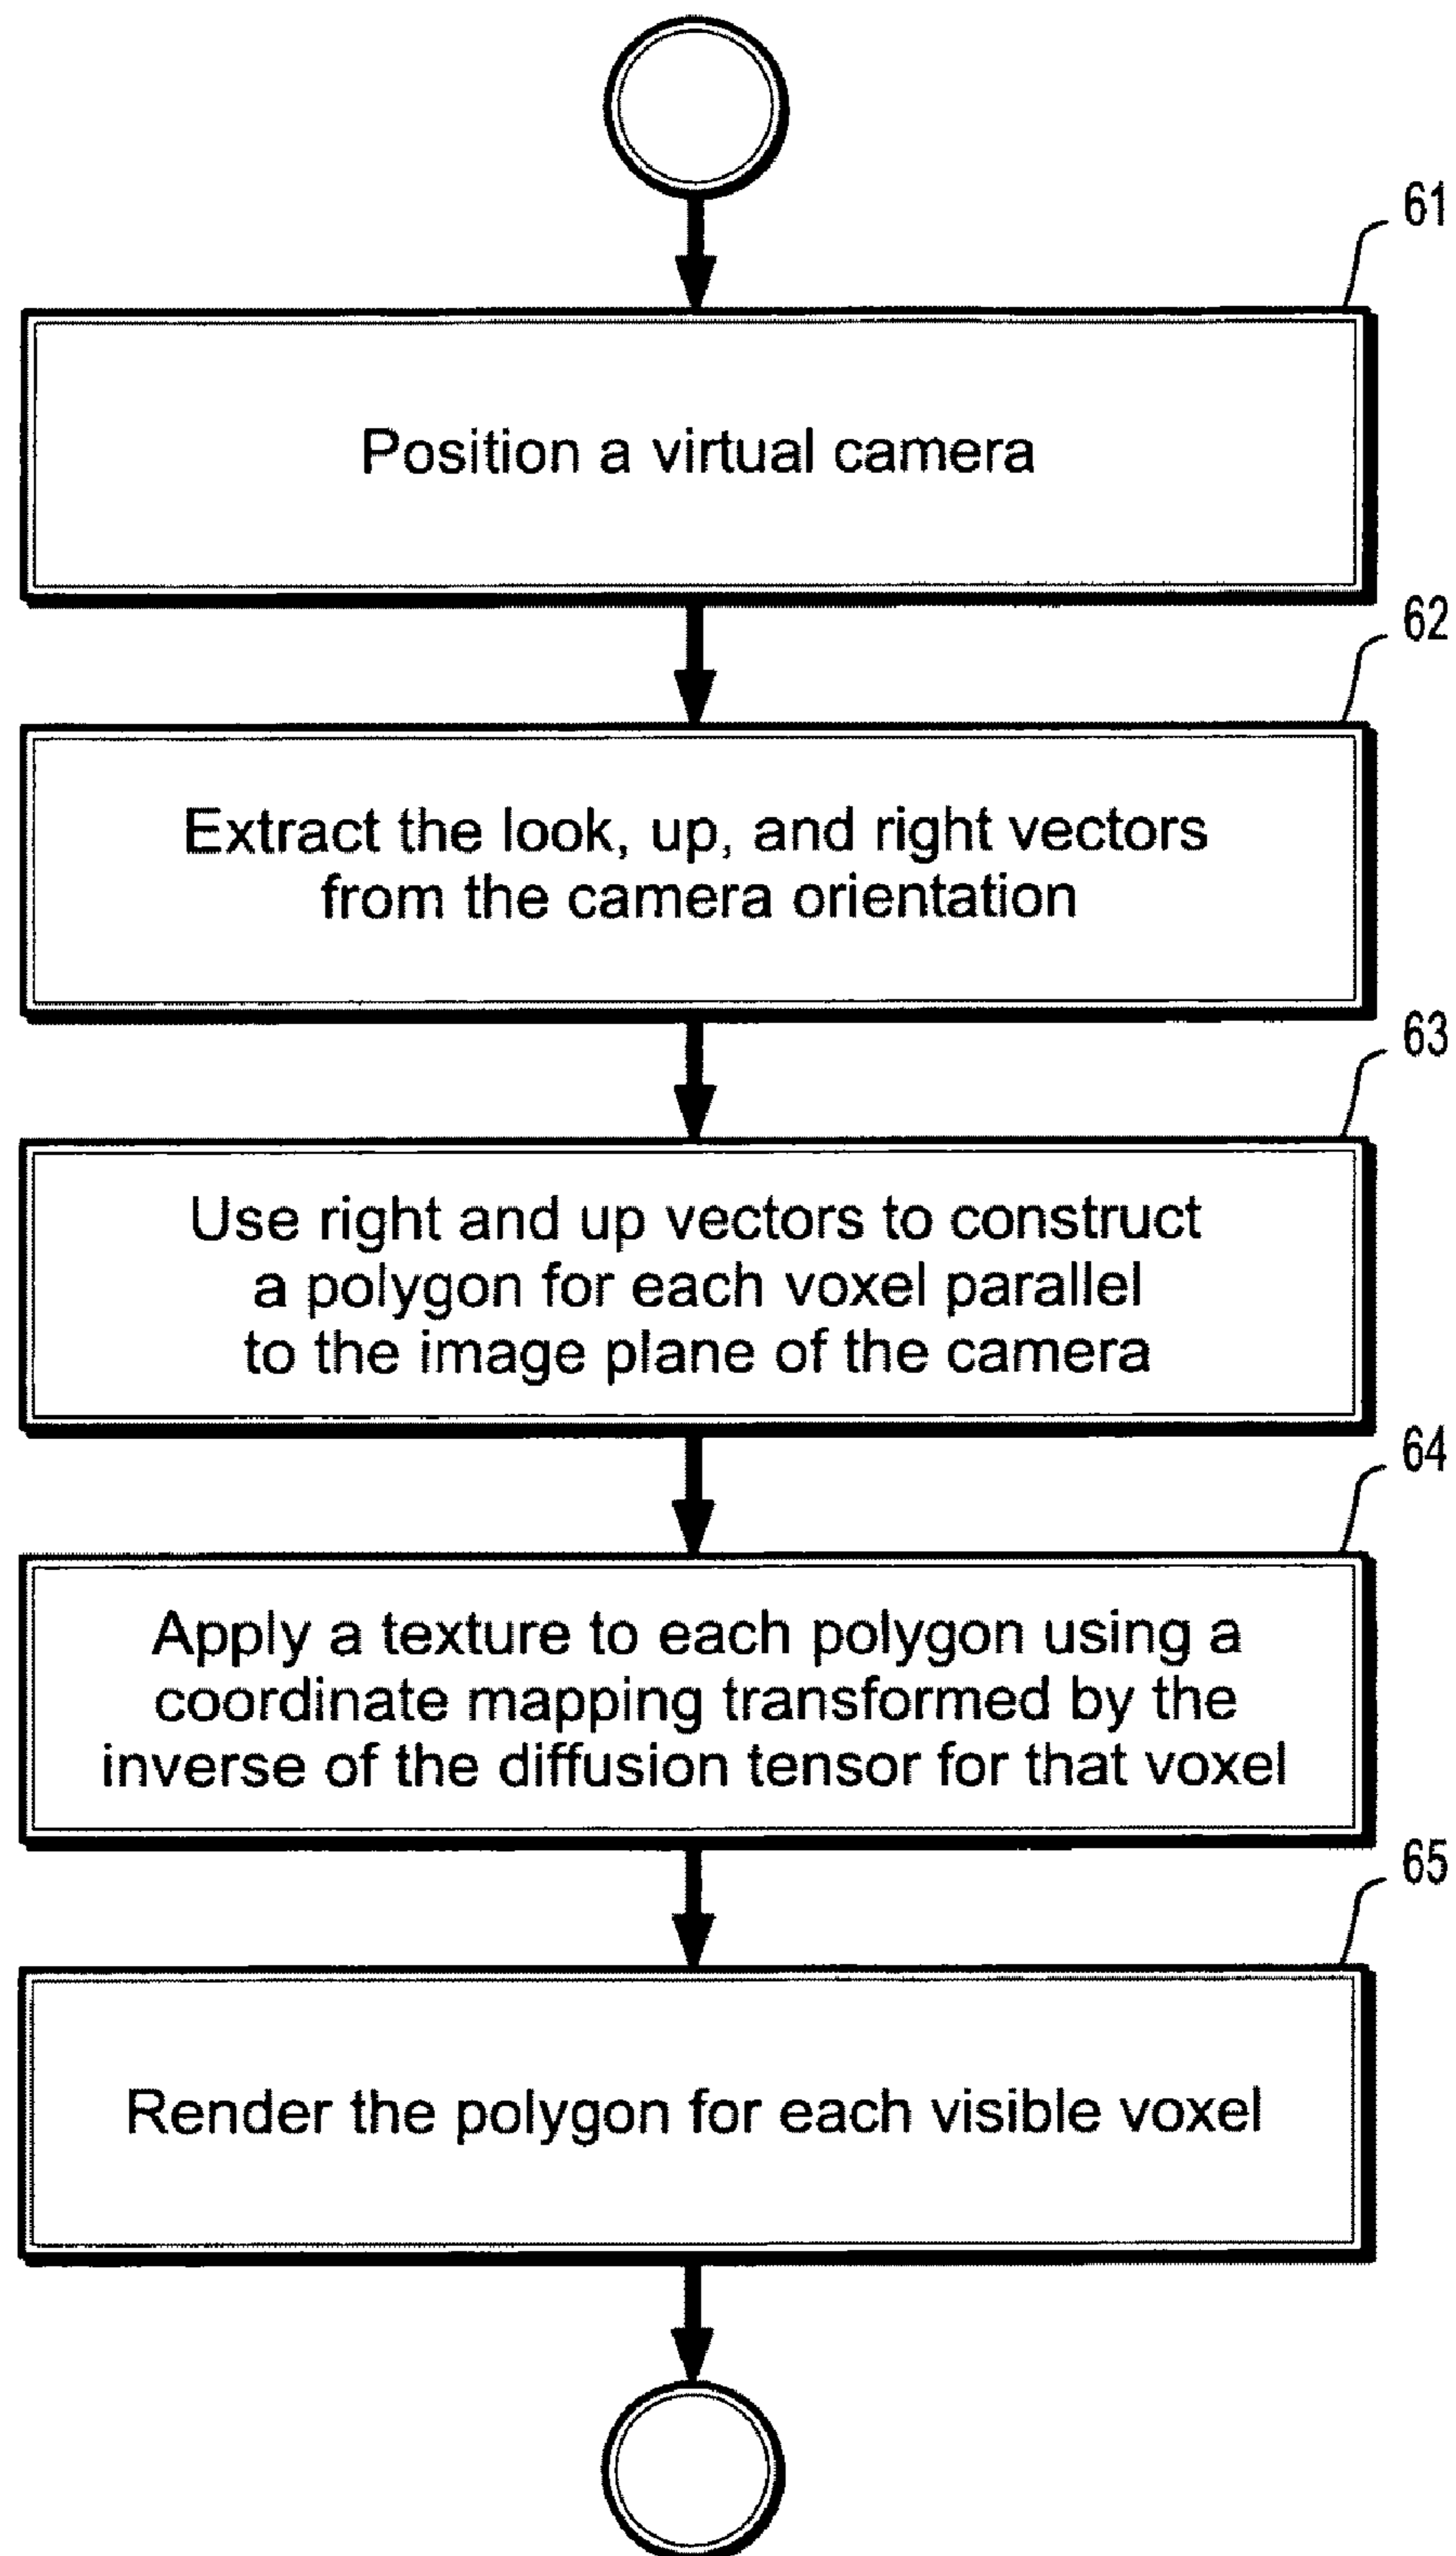 61
Position a virtual camera
62
Extract the look, up, and right vectors
from the camera orientation
63
Use right and up vectors to construct
a polygon for each voxel parallel
to the image plane of the camera
64
Apply a texture to each polygon using a
coordinate mapping transformed by the
inverse of the diffusion tensor for that voxel
65
Render the polygon for each visible voxel